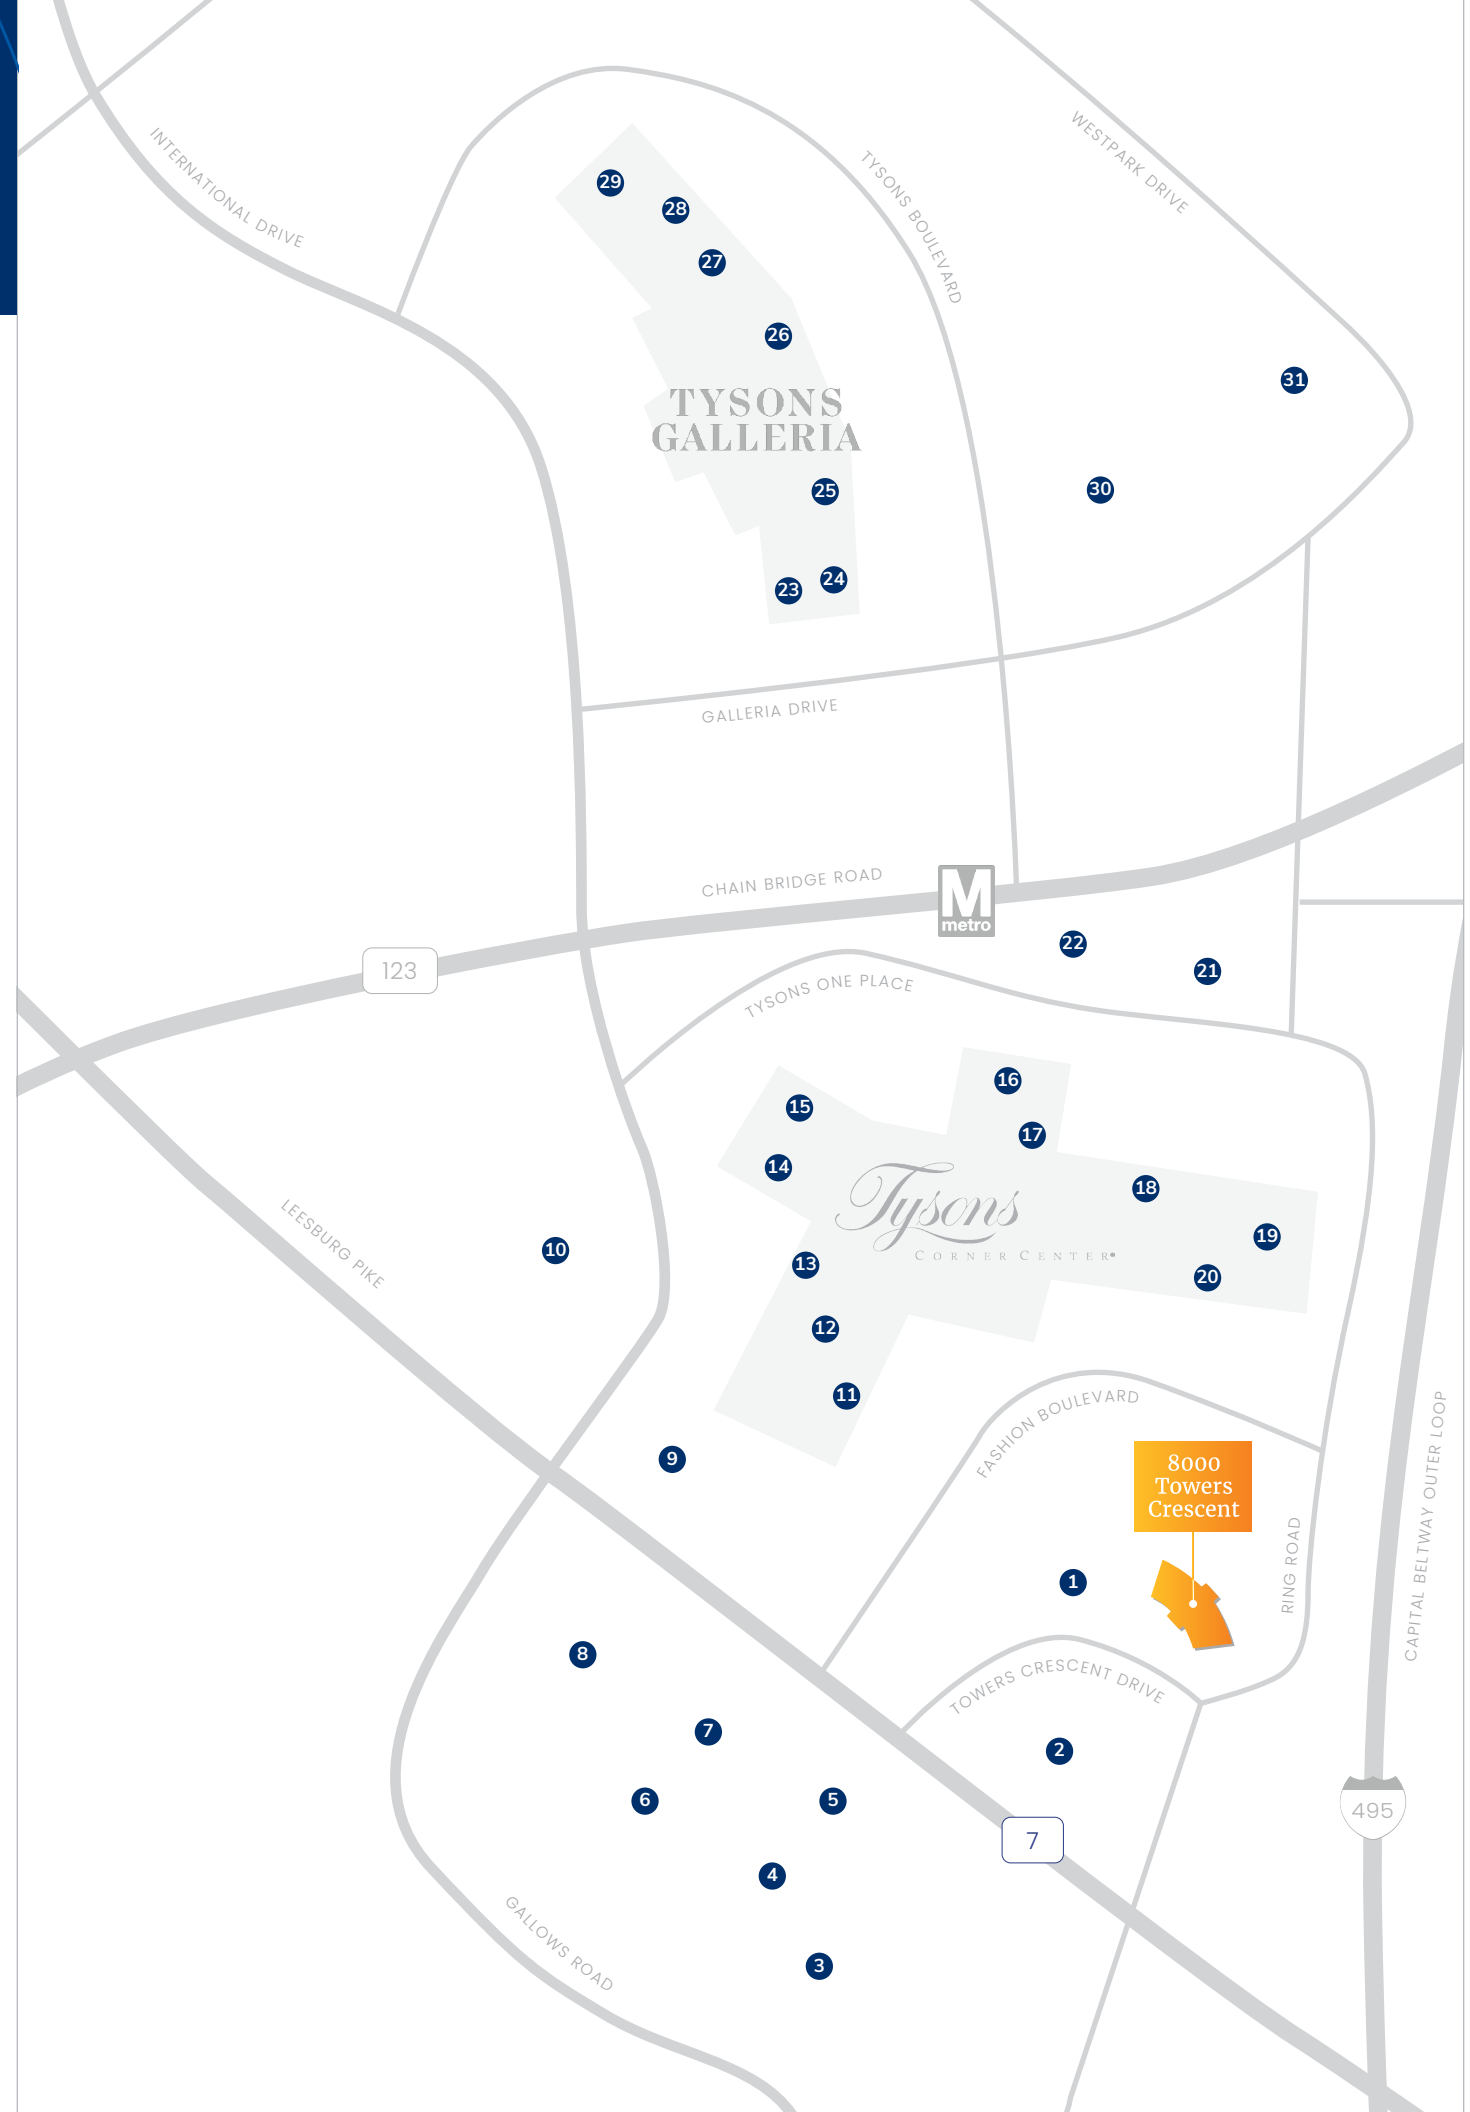 INTERNATIONAL DRIVE
WESTPARK DRIVE
TYSONS BOULEVARD
29
28
27
26
31
TYSONS
GALLERIA
25
30
24
23
GALLERIA DRIVE
CHAIN BRIDGE ROAD
M
metro
22
123
21
TYSONS ONE PLACE
16
15
17
14
18
Tysons
CORNER CENTER
LEESBURG PIKE
19
10
13
20
12
11
FASHION BOULEVARD
CAPITAL BELTWAY OUTER LOOP
9
8000
Towers
Crescent
RING ROAD
1
8
TOWERS CRESCENT DRIVE
7
2
6
5
495
7
4
GALLOWS ROAD
3